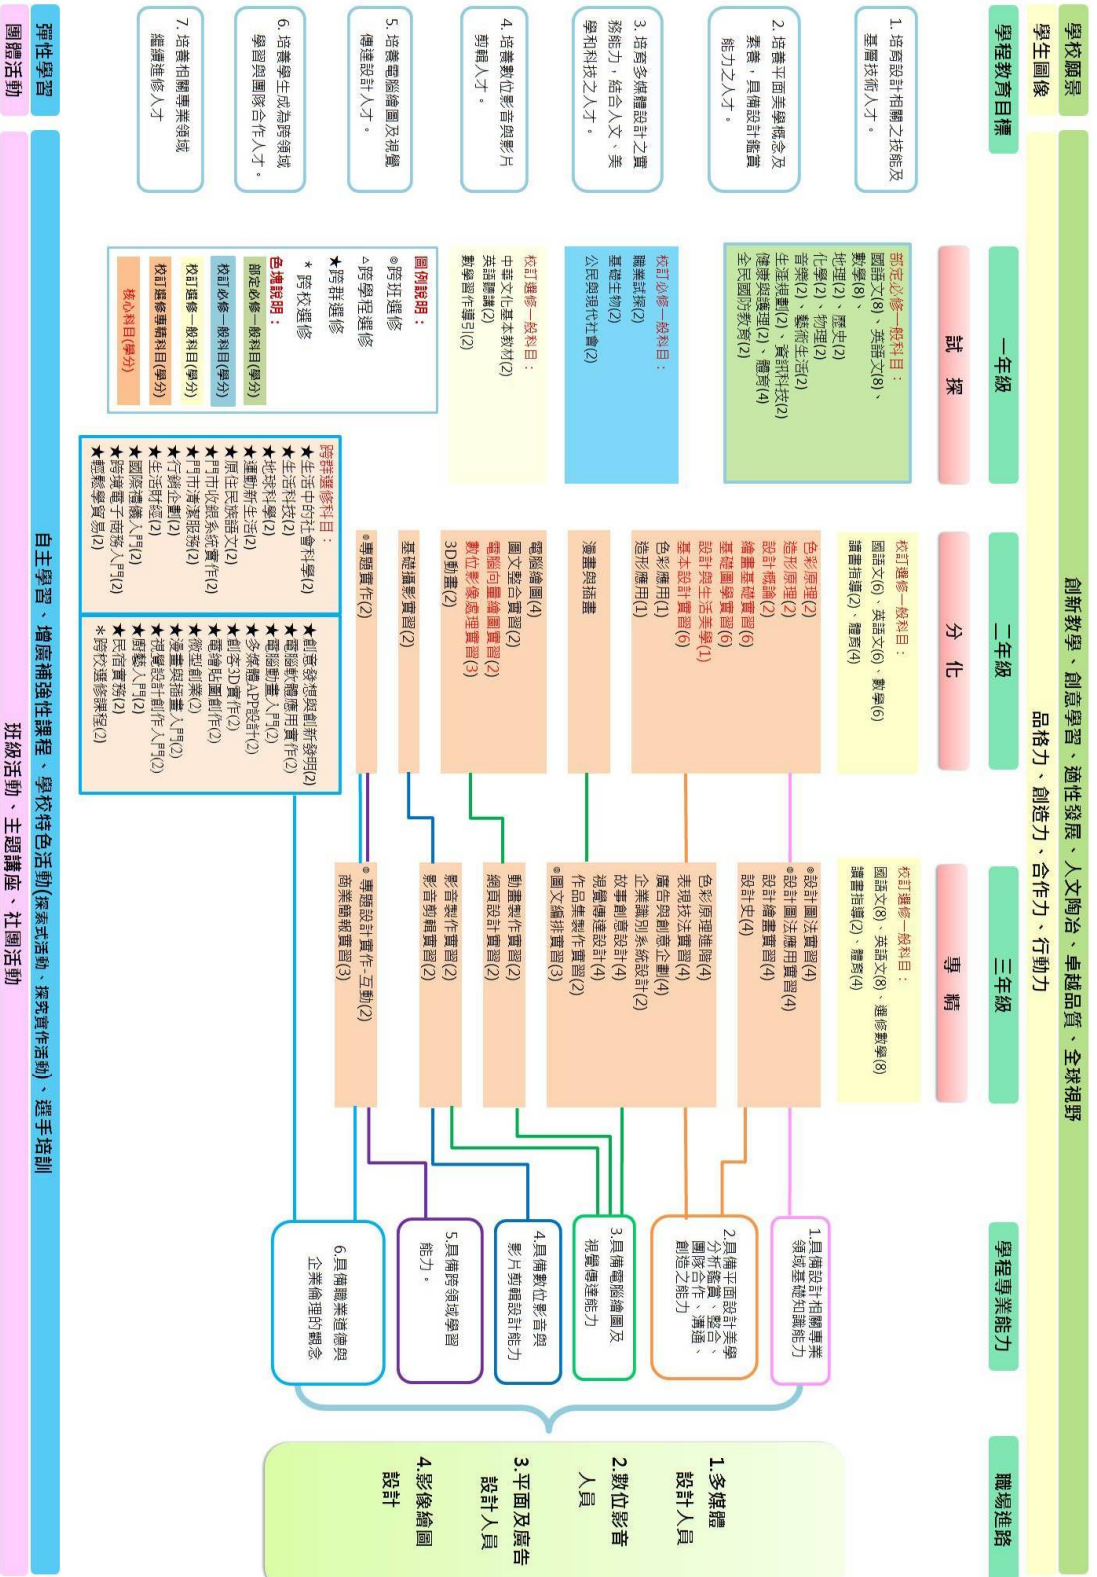 學校願景
創新教學、創意學習、適性發展、人文陶冶、卓越品質、全球視野
學生圖像
品格力、創造力、合作力、行動力
學程教育目標
一年級
二年級
三年級
學程專業能力
職場進路
試探
分化
專精
1. 培育設計相關之技能及
基層技術人才。
2. 培養平面美學概念及
素養，具備設計鑑賞
能力之人才。
3. 培育多媒體設計之實
務能力，結合人文、美
學和科技之人才。
4. 培養數位影音與影片
剪輯人才。
5. 培養電腦繪圖及視覺
傳達設計人才。
6. 培養學生成為跨領域
學習與團隊合作人才。
7. 培養相關專業領域
繼續進修人才
部定必修一般科目：
國語文(8)、英語文(8)、
數學(8)、
地理(2)、歷史(2)
化學(2)、物理(2)
音樂(2)、藝術生活(2)
生涯規劃(2)、資訊科技(2)
健康與護理(2)、體育(4)
全民國防教育(2)
校訂必修一般科目：
職業試探(2)
基礎生物(2)
公民與現代社會(2)
校訂選修一般科目：
中華文化基本教材(2)
英語聽講(2)
數學習作導引(2)
圖例說明：
⊚跨班選修
△跨學程選修
★跨群選修
＊跨校選修
色塊說明：
部定必修一般科目(學分)
校訂必修一般科目(學分)
校訂選修一般科目(學分)
校訂選修專精科目(學分)
核心科目(學分)
校訂選修一般科目：
國語文(6)、英語文(6)、數學(6)
讀書指導(2)、體育(4)
色彩原理(2)
造形原理(2)
設計概論(2)
繪畫基礎實習(6)
基礎圖學實習(6)
設計與生活美學(1)
基本設計實習(6)
色彩應用(1)
造形應用(1)
漫畫與插畫
電腦繪圖(4)
圖文整合實習(2)
電腦向量繪圖實習(2)
數位影像處理實習(3)
3D動畫(2)
基礎攝影實習(2)
⊚專題實作(2)
跨群選修科目：
★生活中的社會科學(2)
★生活科技(2)
★地球科學(2)
★運動新生活(2)
★原住民族語文(2)
★門市收銀系統實作(2)
★門市清潔服務(2)
★行銷企劃(2)
★生活財經(2)
★國際禮儀入門(2)
★跨境電子商務入門(2)
★輕鬆學貿易(2)
★創意發想與創新發明(2)
★電腦軟體應用實作(2)
★電腦動畫入門(2)
★多媒體APP設計(2)
★創客3D實作(2)
★電繪貼圖創作(2)
★微型創業(2)
★漫畫與插畫入門(2)
★視覺設計創作入門(2)
★廚藝入門(2)
★民宿實務(2)
＊跨校選修課程(2)
校訂選修一般科目：
國語文(8)、英語文(8)、選修數學(8)
讀書指導(2)、體育(4)
⊚設計圖法實習(4)
⊚設計圖法應用實習(4)
設計繪畫實習(4)
設計史(4)
色彩原理進階(4)
表現技法實習(4)
廣告與創意企劃(4)
企業識別系統設計(2)
故事創意設計(4)
視覺傳達設計(4)
作品集製作實習(2)
⊚圖文編排實習(3)
動畫製作實習(2)
網頁設計實習(2)
影音製作實習(2)
影音剪輯實習(2)
⊚ 專題設計實作-互動(2)
商業簡報實習(3)
1.具備設計相關專業
領域基礎知識能力
2.具備平面設計美學
分析鑑賞、整合、
團隊合作、溝通、
創造之能力
3.具備電腦繪圖及
視覺傳達能力
4.具備數位影音與
影片剪輯設計能力
5.具備跨領域學習
能力。
6.具備職業道德與
企業倫理的觀念
1.多媒體
設計人員
2.數位影音
人員
3.平面及廣告
設計人員
4.影像繪圖
設計
彈性學習
自主學習、增廣補強性課程、學校特色活動(探索式活動、探究實作活動)、選手培訓
團體活動
班級活動、主題講座、社團活動